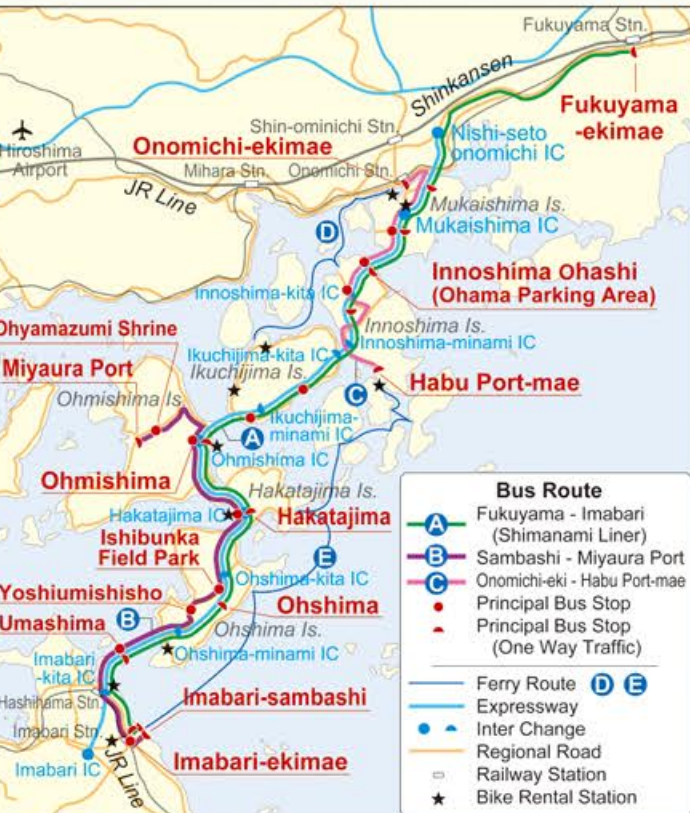 Fukuyama Stn.
Shinkansen
Fukuyama
-ekimae
Shin-ominichi Stn.
Nishi-seto
onomichi IC
Hiroshima
Airport
Onomichi-ekimae
Mihara Stn.
Onomichi Stn.
JR Line
Mukaishima Is.
Mukaishima IC
D
Innoshima Ohashi
(Ohama Parking Area)
Innoshima-kita IC
Innoshima Is.
Innoshima-minami IC
Ohyamazumi Shrine
Ikuchijima-kita IC
Ikuchijima Is.
Miyaura Port
Habu Port-mae
Ohmishima Is.
C
Ikuchijima-
minami IC
A
Ohmishima IC
Ohmishima
Hakatajima Is.
Hakatajima IC
Hakatajima
Ishibunka
Field Park
E
Ohshima-kita IC
Yoshiumishisho
Ohshima
Umashima
B
Ohshima Is.
Ohshima-minami IC
Imabari
-kita IC
Hashihama Stn.
Imabari-sambashi
Imabari Stn.
Imabari-ekimae
Imabari IC
JR Line
Bus Route
A Fukuyama - Imabari
(Shimanami Liner)
B Sambashi - Miyaura Port
C Onomichi-eki - Habu Port-mae
Principal Bus Stop
Principal Bus Stop
(One Way Traffic)
Ferry Route D E
Expressway
Inter Change
Regional Road
Railway Station
Bike Rental Station